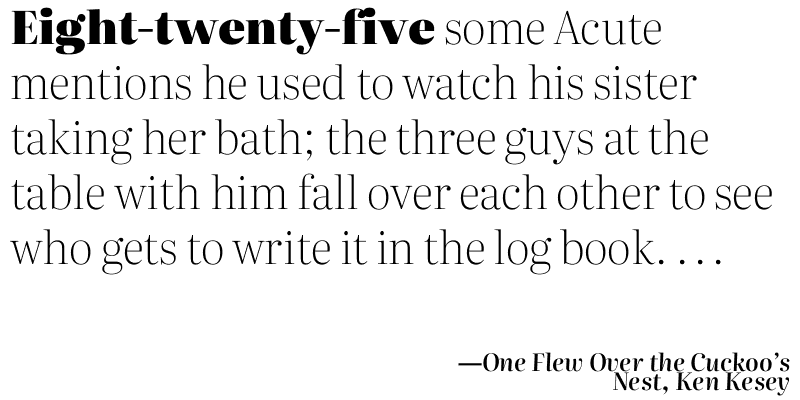 Eight-twenty-five some Acute
mentions he used to watch his sister
taking her bath; the three guys at the
table with him fall over each other to see
who gets to write it in the log book. . . .
—One Flew Over the Cuckoo’s
Nest, Ken Kesey